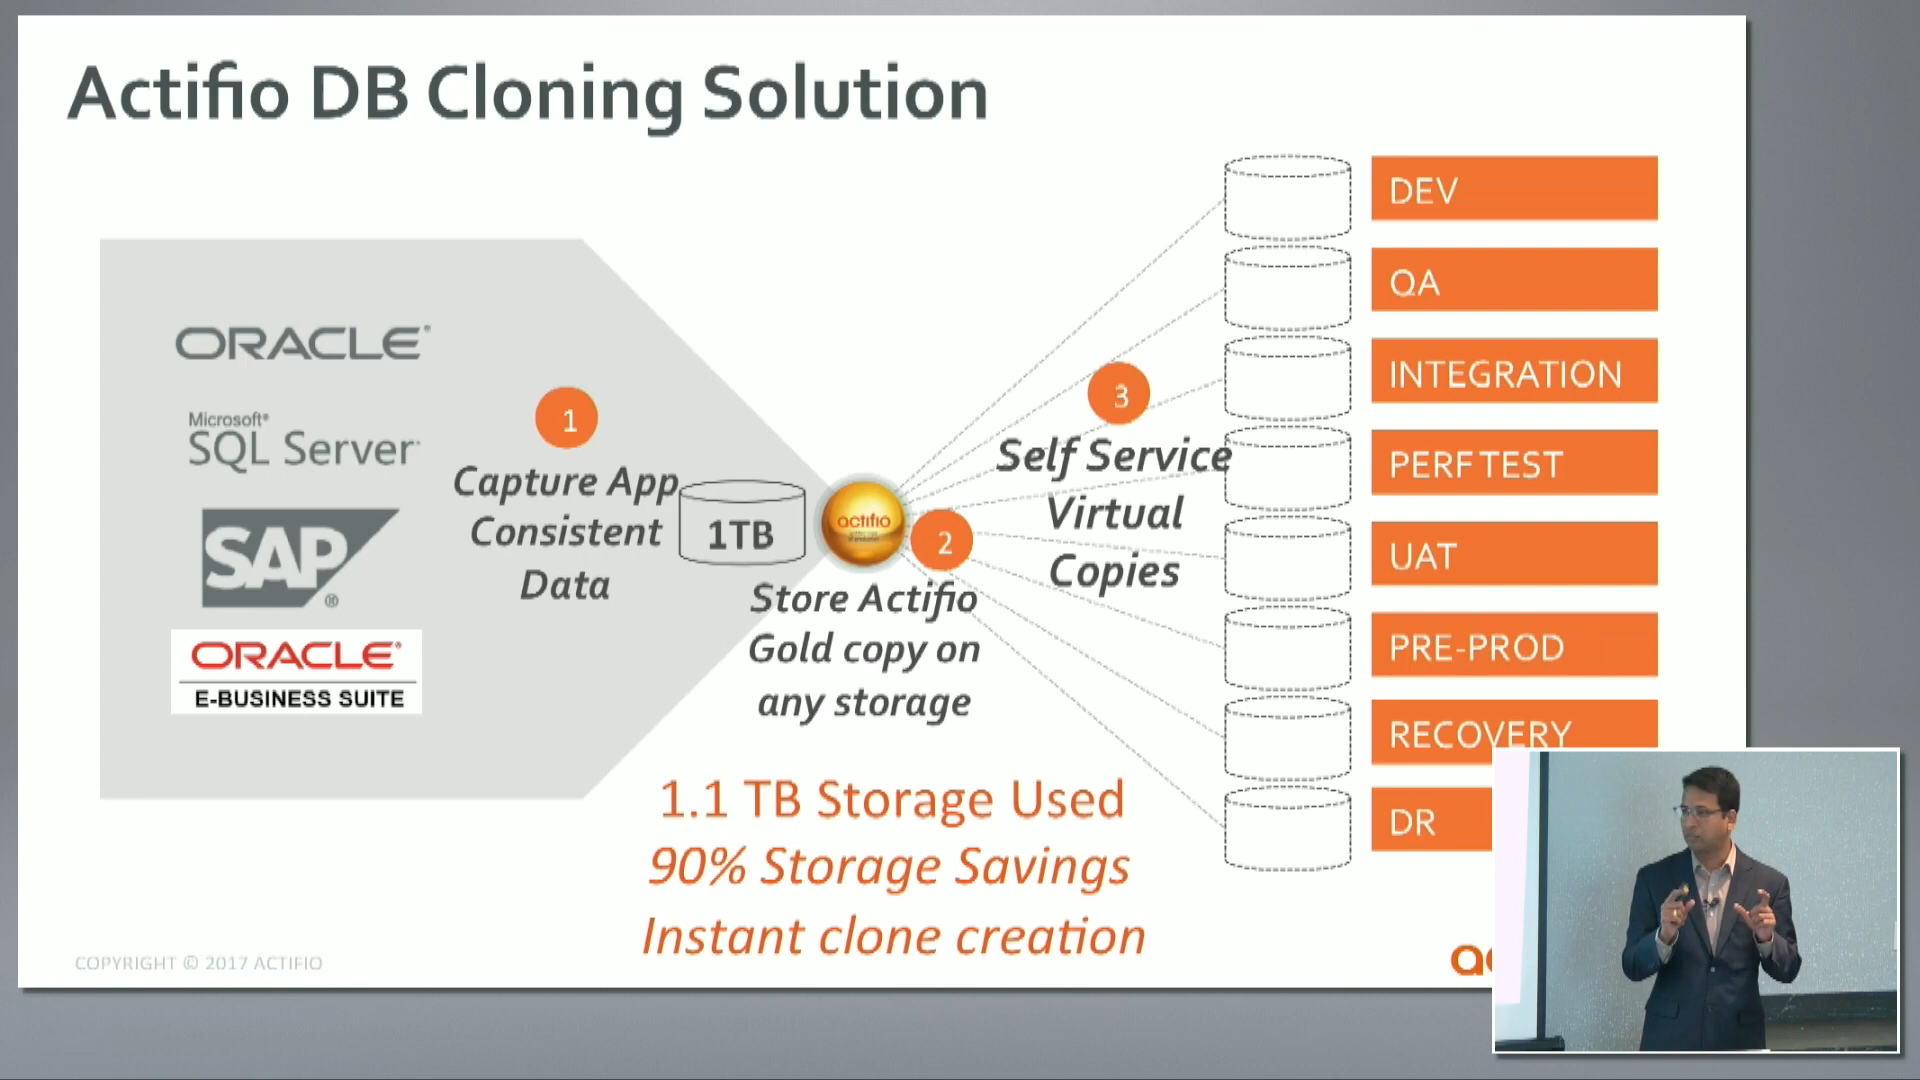 Actifio DB Cloning Solution
ORACLE®
Microsoft®
SQL Server
SAP®
ORACLE®
E-BUSINESS SUITE
1
Capture App
Consistent
Data
1TB
actifio
2
Store Actifio
Gold copy on
any storage
3
Self Service
Virtual
Copies
DEV
QA
INTEGRATION
PERF TEST
UAT
PRE-PROD
RECOVERY
DR
1.1 TB Storage Used
90% Storage Savings
Instant clone creation
COPYRIGHT © 2017 ACTIFIO